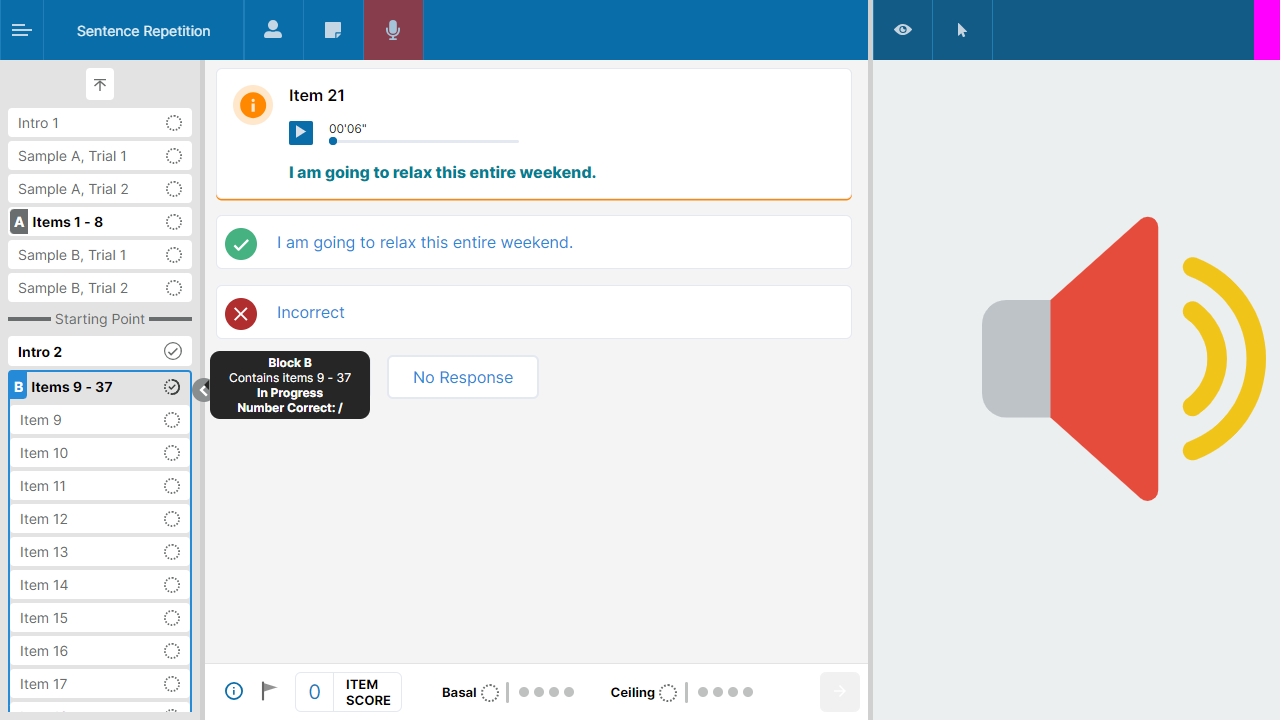 Sentence Repetition
Intro 1
Sample A, Trial 1
Sample A, Trial 2
A Items 1 - 8
Sample B, Trial 1
Sample B, Trial 2
Starting Point
Intro 2
B Items 9 - 37
Item 9
Item 10
Item 11
Item 12
Item 13
Item 14
Item 15
Item 16
Item 17
Item 21
00'06"
I am going to relax this entire weekend.
I am going to relax this entire weekend.
Incorrect
Block B
Contains items 9 - 37
In Progress
Number Correct: /
No Response
0 ITEM
SCORE
Basal
Ceiling